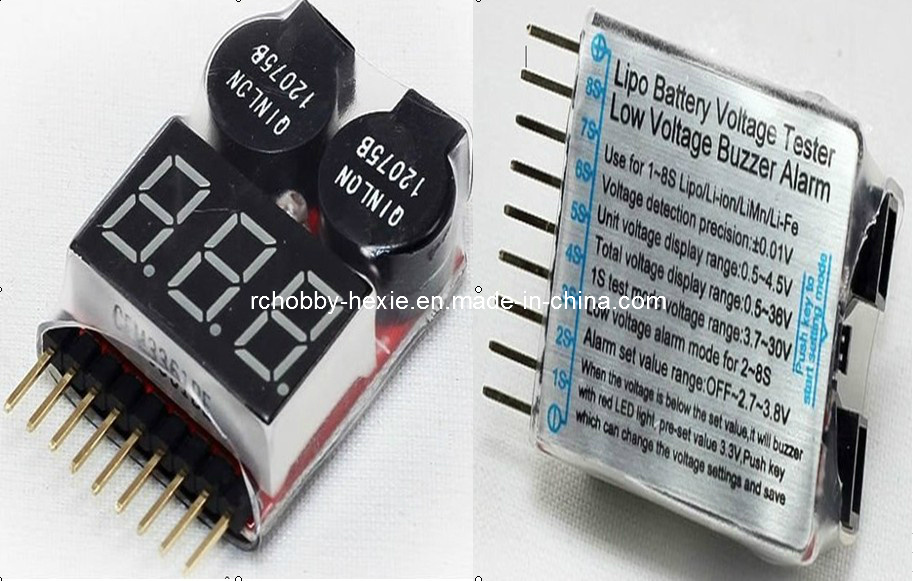 QINLON
12075B
QINLON
12075B
Lipo Battery Voltage Tester
Low Voltage Buzzer Alarm
Use for 1~8S Lipo/Li-ion/LiMn/Li-Fe
Voltage detection precision:±0.01V
Unit voltage display range:0.5~4.5V
Total voltage display range:0.5~36V
1S test mode voltage range:3.7~30V
Low voltage alarm mode for 2~8S
Alarm set value range:OFF~2.7~3.8V
When the voltage is below the set value,it will buzzer
with red LED light, pre-set value 3.3V,Push key
which can change the voltage settings and save
Push key to
start setting mode
8S
7S
6S
5S
4S
2S
1S
rchobby-hexie.en.made-in-china.com